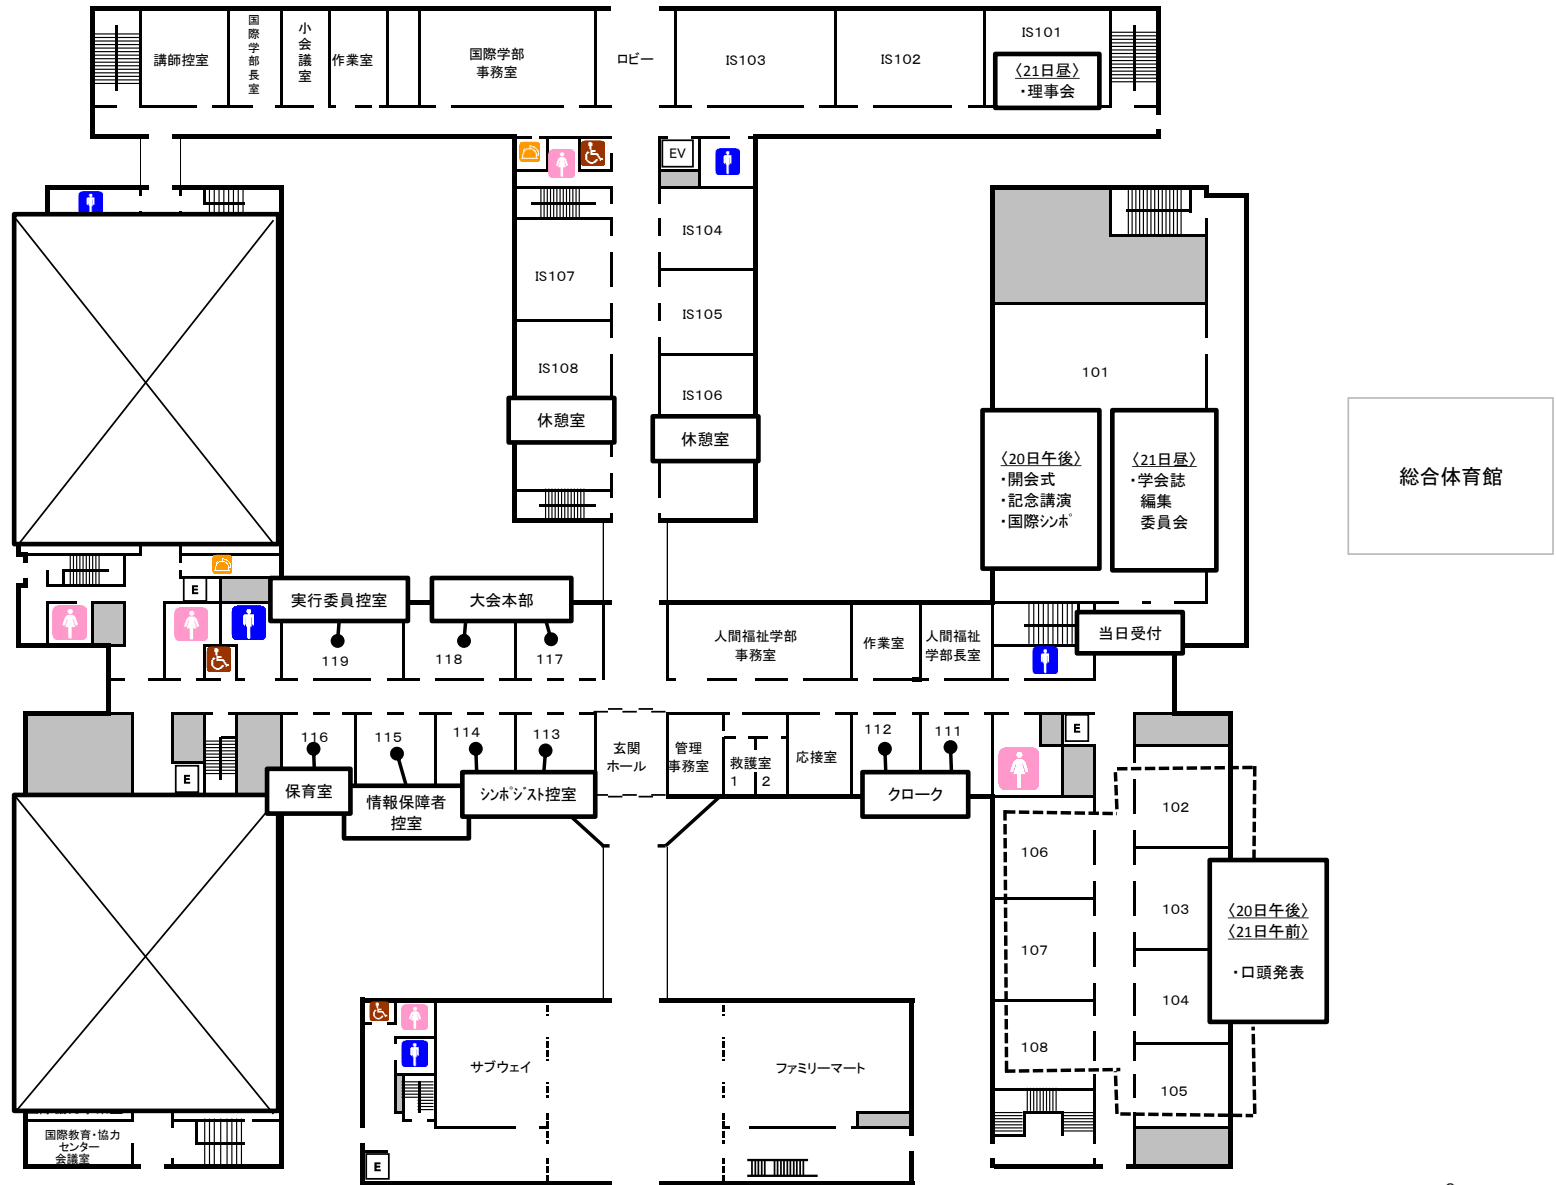 講師控室
国際学部長室
小会議室
作業室
国際学部
事務室
ロビー
IS103
IS102
IS101
〈21日昼〉
・理事会
EV
IS104
IS107
IS105
IS108
IS106
休憩室
休憩室
101
〈20日午後〉
・開会式
・記念講演
・国際シンポ
〈21日昼〉
・学会誌
編集
委員会
総合体育館
E
実行委員控室
大会本部
119
118
117
人間福祉学部
事務室
作業室
人間福祉
学部長室
当日受付
116
115
114
113
玄関
ホール
管理
事務室
救護室
1 2
応接室
112
111
E
E
保育室
情報保障者
控室
シンポジスト控室
クローク
102
106
103
〈20日午後〉
〈21日午前〉
・口頭発表
107
104
108
105
サブウェイ
ファミリーマート
国際教育・協力
センター
会議室
E